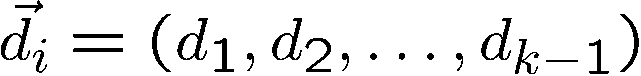 $\vec{d}_i = (d_1, d_2, \ldots, d_{k-1})$